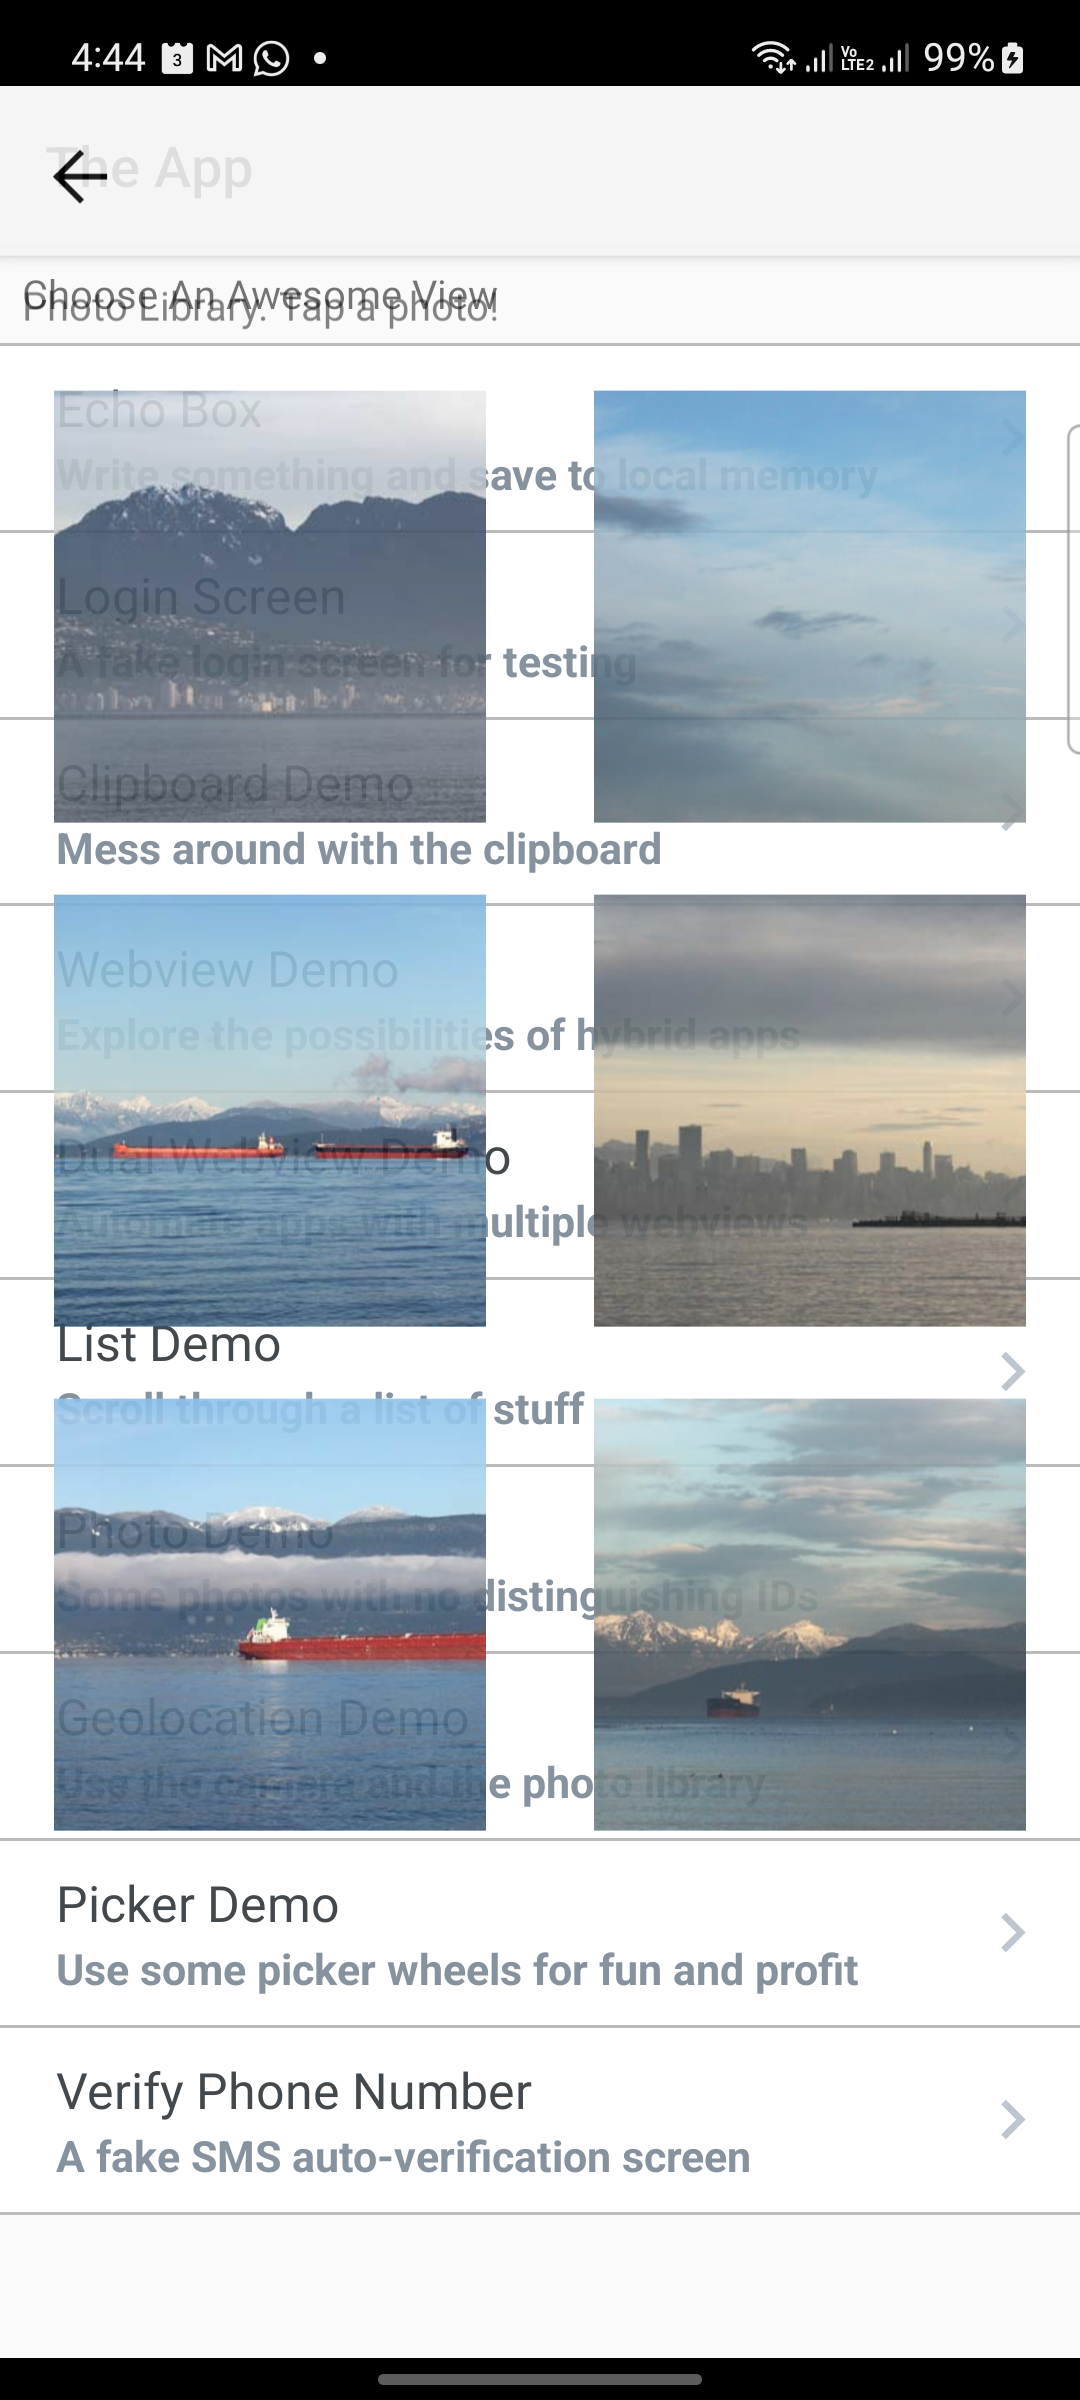 4:44 3 Vo LTE2 99%
The App
Choose An Awesome View
Photo Library. Tap a photo!
Echo Box
Write something and save to local memory
Login Screen
A fake login screen for testing
Clipboard Demo
Mess around with the clipboard
Webview Demo
Explore the possibilities of hybrid apps
Dual Webview Demo
Automate apps with multiple webviews
List Demo
Scroll through a list of stuff
Photo Demo
Some photos with no distinguishing IDs
Geolocation Demo
Use the camera and the photo library
Picker Demo
Use some picker wheels for fun and profit
Verify Phone Number
A fake SMS auto-verification screen